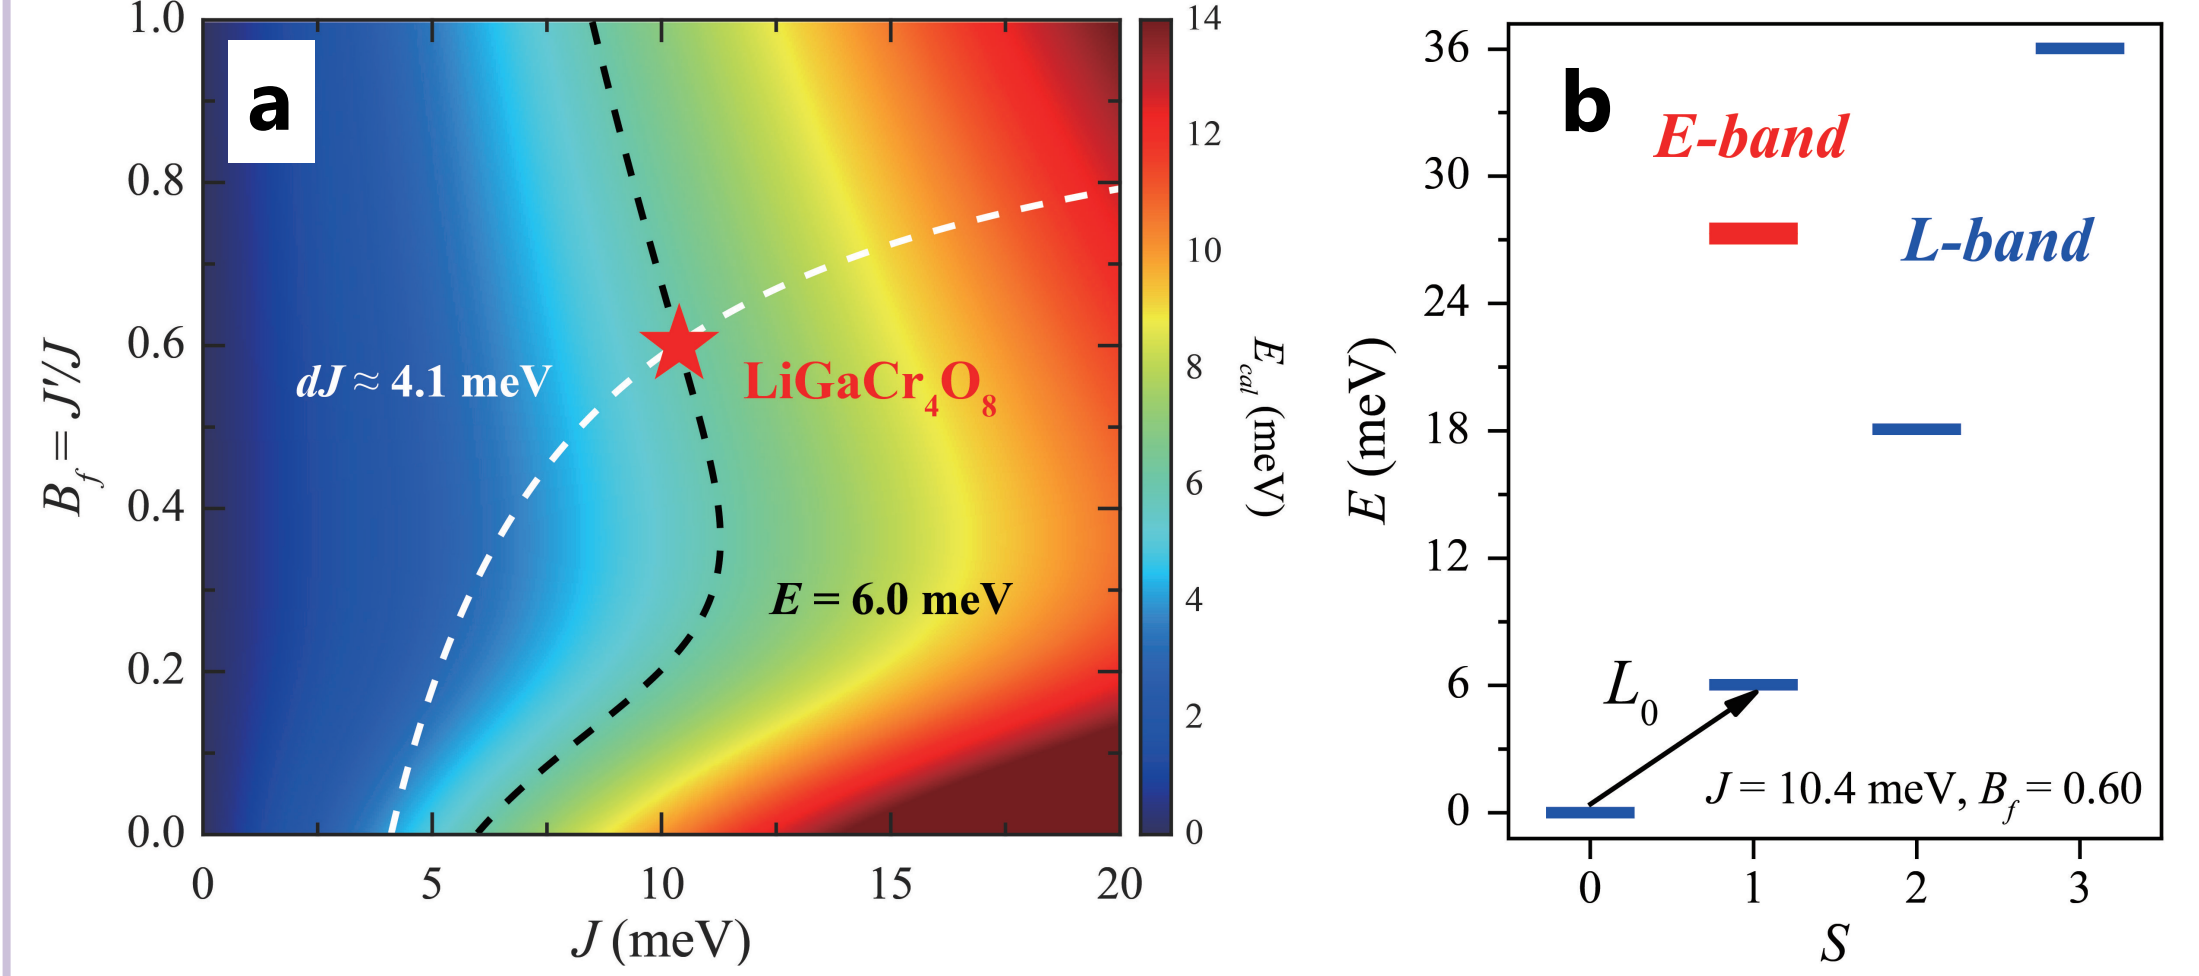 a
1.0
0.8
0.6
0.4
0.2
0.0
B_f = J'/J
dJ ≈ 4.1 meV
LiGaCr₄O₈
E = 6.0 meV
0 5 10 15 20
J (meV)
14
12
10
8
6
4
2
0
E_cal (meV)
b
E-band
L-band
36
30
24
18
12
6
0
E (meV)
L₀
J = 10.4 meV, B_f = 0.60
0 1 2 3
S